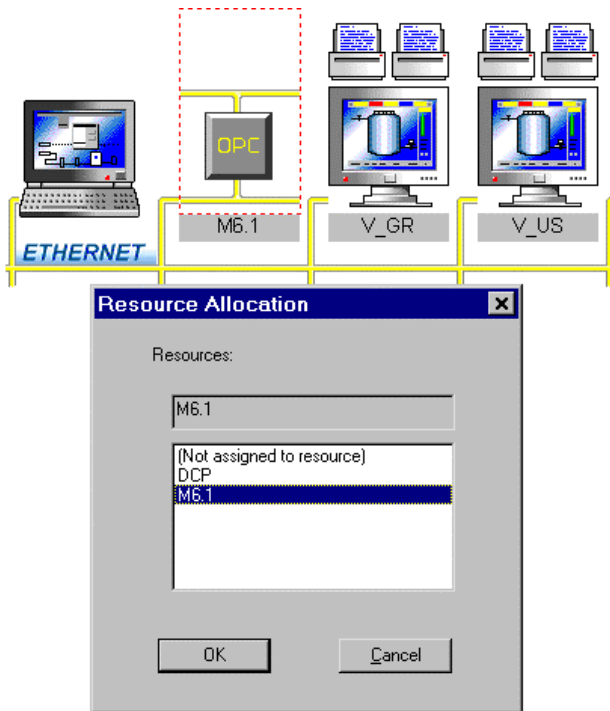 OPC
M6.1
V_GR
V_US
ETHERNET
Resource Allocation
Resources:
M6.1
(Not assigned to resource)
DCP
M6.1
OK
Cancel